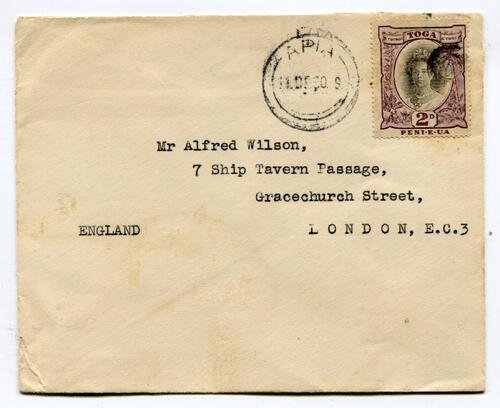 APIA
TOGA
2D
PENI-E-UA
Mr Alfred Wilson,
7 Ship Tavern Passage,
Gracechurch Street,
ENGLAND LONDON, E.C.3